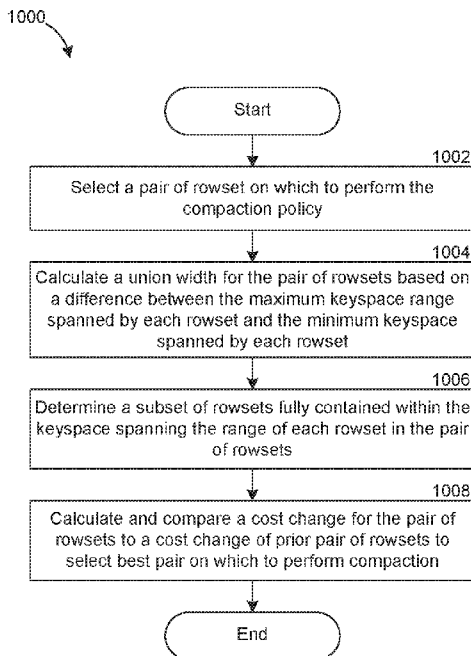 1000
Start
1002
Select a pair of rowset on which to perform the
compaction policy
1004
Calculate a union width for the pair of rowsets based on
a difference between the maximum keyspace range
spanned by each rowset and the minimum keyspace
spanned by each rowset
1006
Determine a subset of rowsets fully contained within the
keyspace spanning the range of each rowset in the pair
of rowsets
1008
Calculate and compare a cost change for the pair of
rowsets to a cost change of prior pair of rowsets to
select best pair on which to perform compaction
End